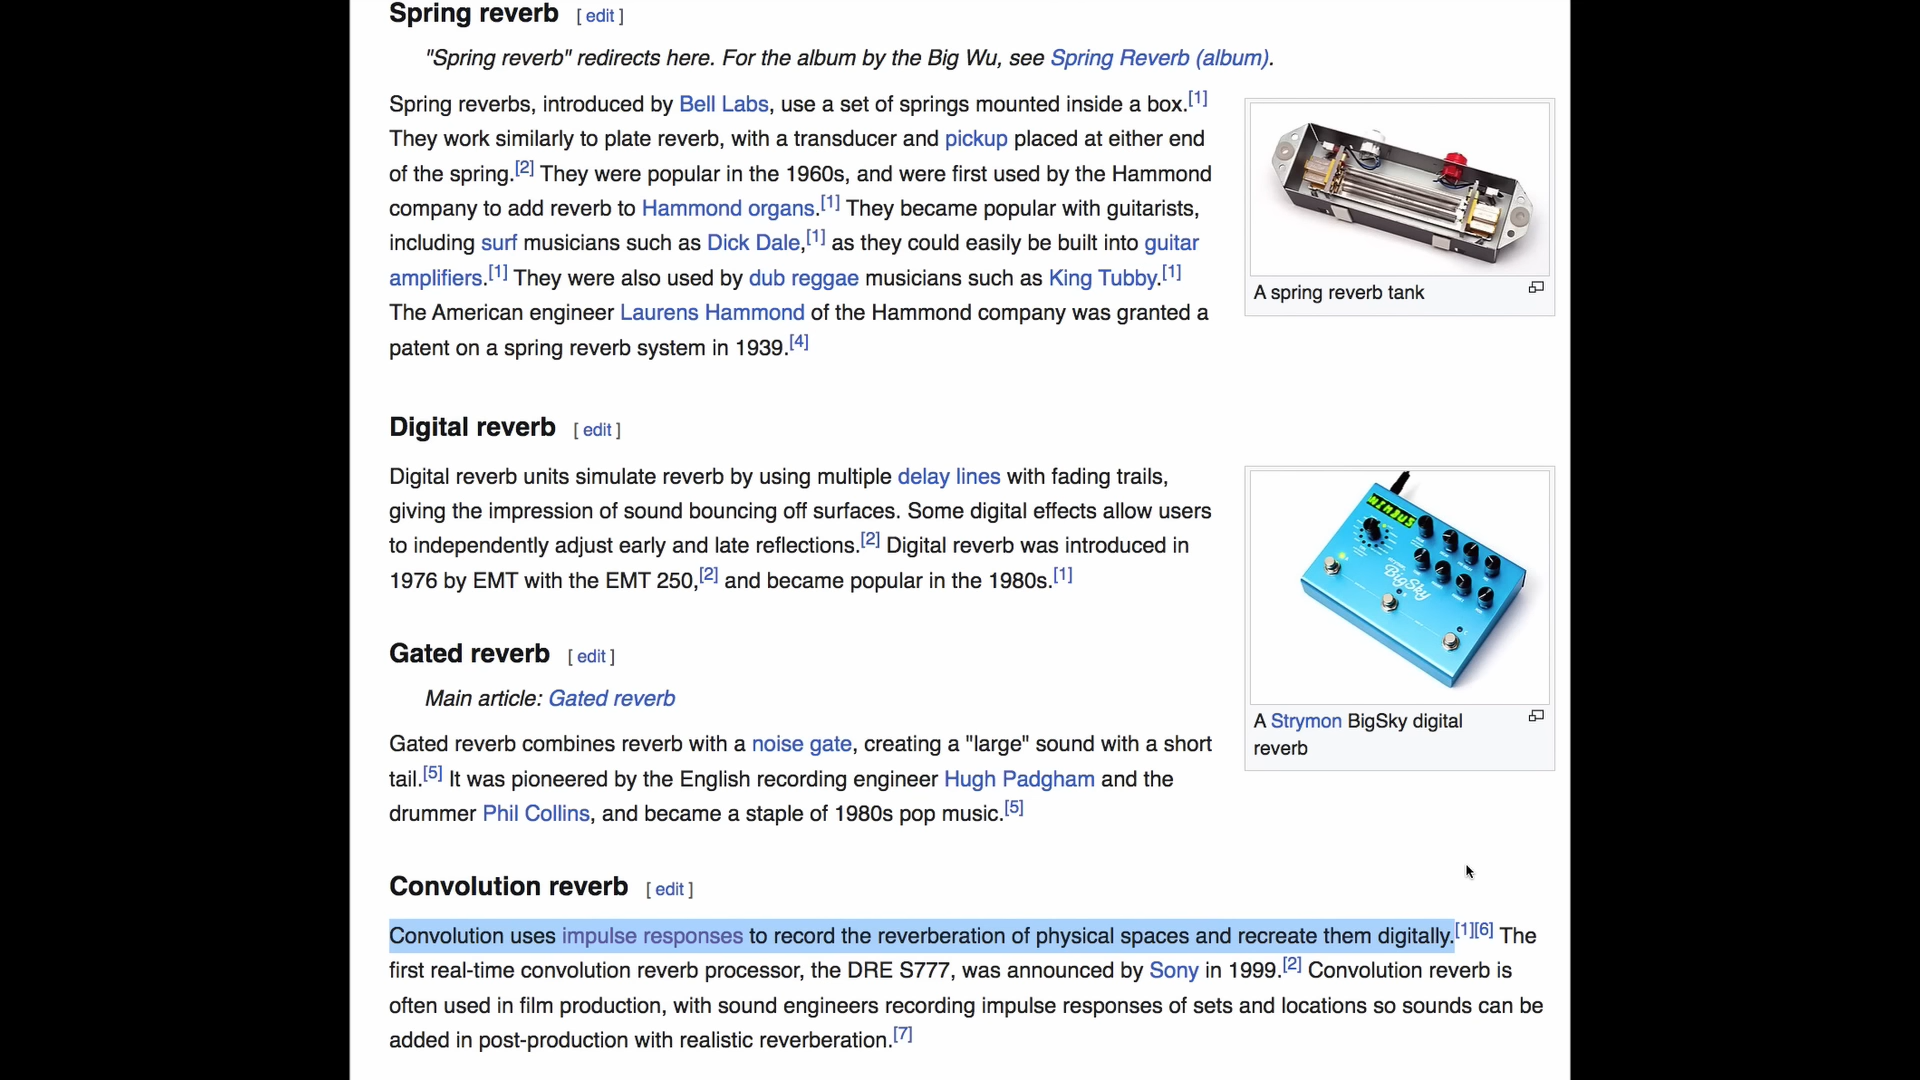 Spring reverb [ edit ]
"Spring reverb" redirects here. For the album by the Big Wu, see Spring Reverb (album).
Spring reverbs, introduced by Bell Labs, use a set of springs mounted inside a box.[1]
They work similarly to plate reverb, with a transducer and pickup placed at either end
of the spring.[2] They were popular in the 1960s, and were first used by the Hammond
company to add reverb to Hammond organs.[1] They became popular with guitarists,
including surf musicians such as Dick Dale,[1] as they could easily be built into guitar
amplifiers.[1] They were also used by dub reggae musicians such as King Tubby.[1]
The American engineer Laurens Hammond of the Hammond company was granted a
patent on a spring reverb system in 1939.[4]
A spring reverb tank
Digital reverb [ edit ]
Digital reverb units simulate reverb by using multiple delay lines with fading trails,
giving the impression of sound bouncing off surfaces. Some digital effects allow users
to independently adjust early and late reflections.[2] Digital reverb was introduced in
1976 by EMT with the EMT 250,[2] and became popular in the 1980s.[1]
NIMBUS
BigSky
A Strymon BigSky digital
reverb
Gated reverb [ edit ]
Main article: Gated reverb
Gated reverb combines reverb with a noise gate, creating a "large" sound with a short
tail.[5] It was pioneered by the English recording engineer Hugh Padgham and the
drummer Phil Collins, and became a staple of 1980s pop music.[5]
Convolution reverb [ edit ]
Convolution uses impulse responses to record the reverberation of physical spaces and recreate them digitally.[1][6] The
first real-time convolution reverb processor, the DRE S777, was announced by Sony in 1999.[2] Convolution reverb is
often used in film production, with sound engineers recording impulse responses of sets and locations so sounds can be
added in post-production with realistic reverberation.[7]